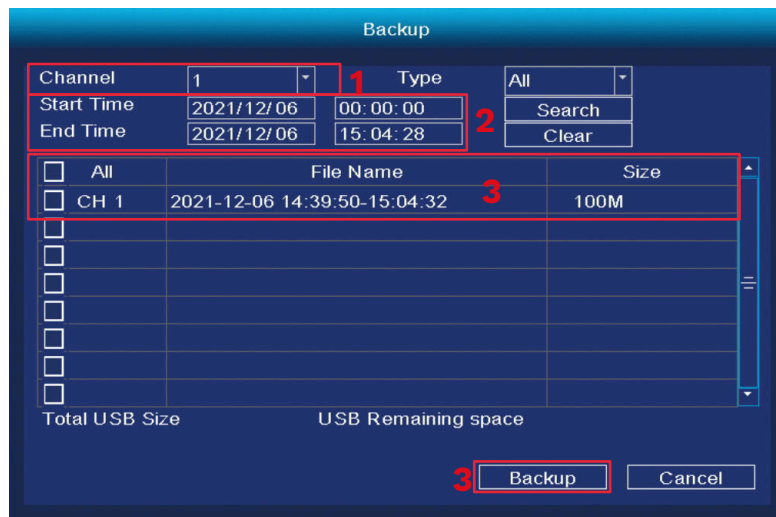 Backup
Channel 1 1 Type All
Start Time 2021/12/06 00:00:00 2 Search
End Time 2021/12/06 15:04:28 Clear
All File Name Size
CH 1 2021-12-06 14:39:50-15:04:32 3 100M
Total USB Size USB Remaining space
3 Backup Cancel